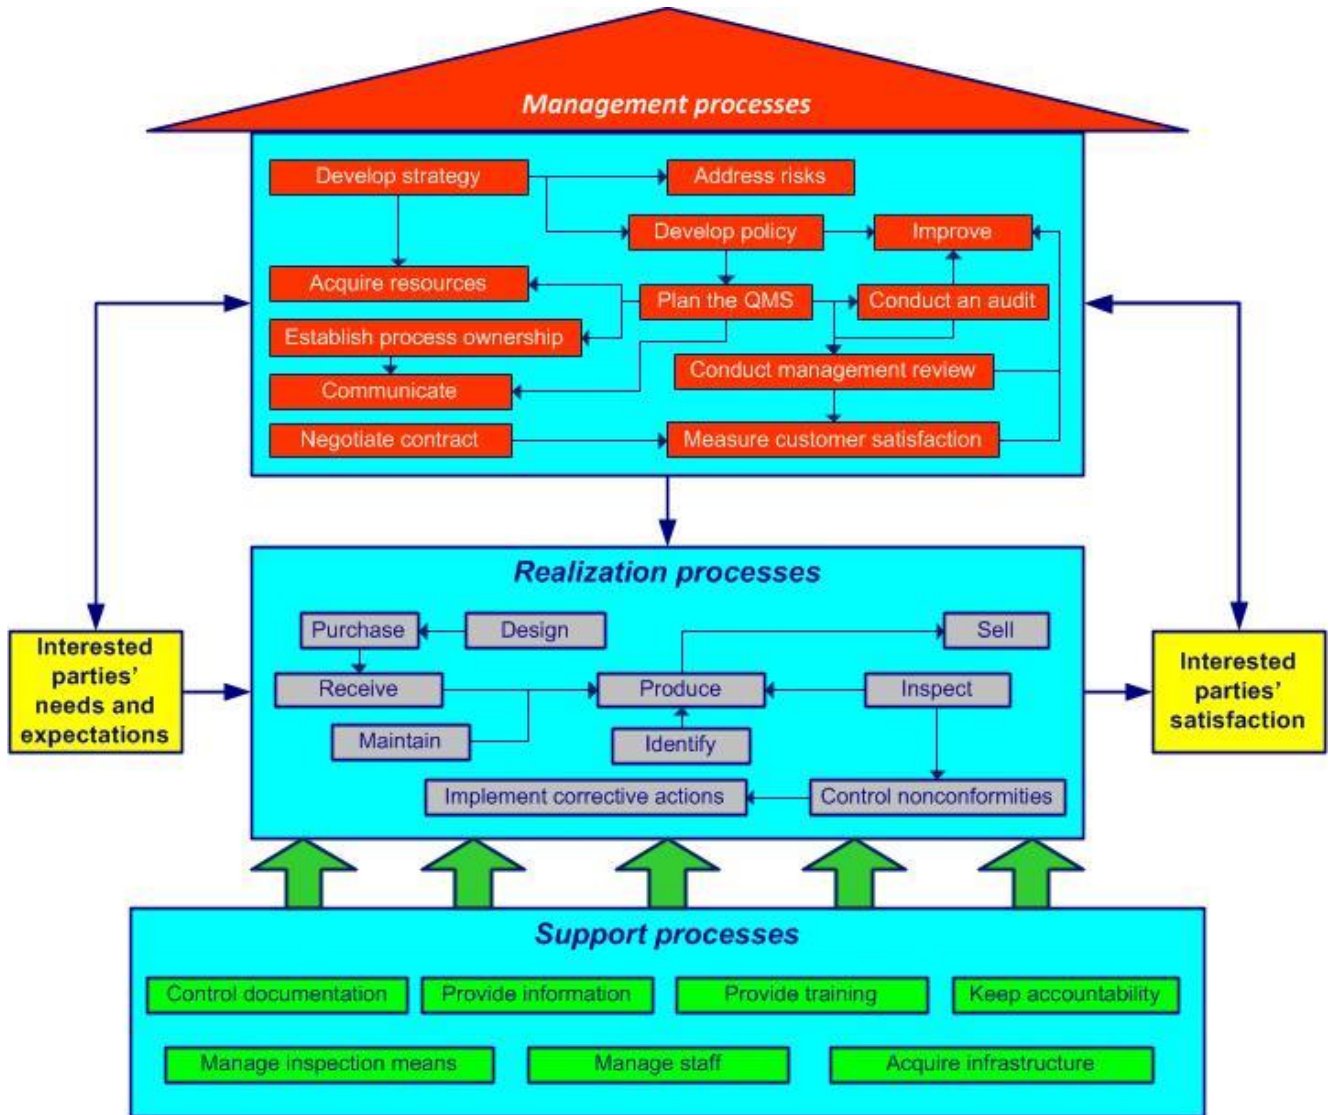 Management processes
Develop strategy
Address risks
Develop policy
Improve
Acquire resources
Plan the QMS
Conduct an audit
Establish process ownership
Conduct management review
Communicate
Negotiate contract
Measure customer satisfaction
Realization processes
Purchase
Design
Sell
Receive
Produce
Inspect
Maintain
Identify
Implement corrective actions
Control nonconformities
Interested
parties'
needs and
expectations
Interested
parties'
satisfaction
Support processes
Control documentation
Provide information
Provide training
Keep accountability
Manage inspection means
Manage staff
Acquire infrastructure